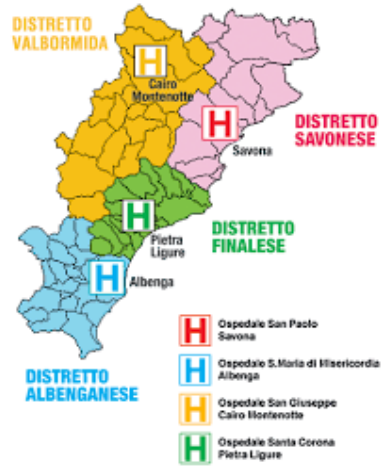 DISTRETTO
VALBORMIDA
H
Cairo
Montenotte
H
Savona
DISTRETTO
SAVONESE
H
Pietra
Ligure
DISTRETTO
FINALESE
H
Albenga
DISTRETTO
ALBENGANESE
H Ospedale San Paolo
Savona
H Ospedale S.Maria di Misericordia
Albenga
H Ospedale San Giuseppe
Cairo Montenotte
H Ospedale Santa Corona
Pietra Ligure